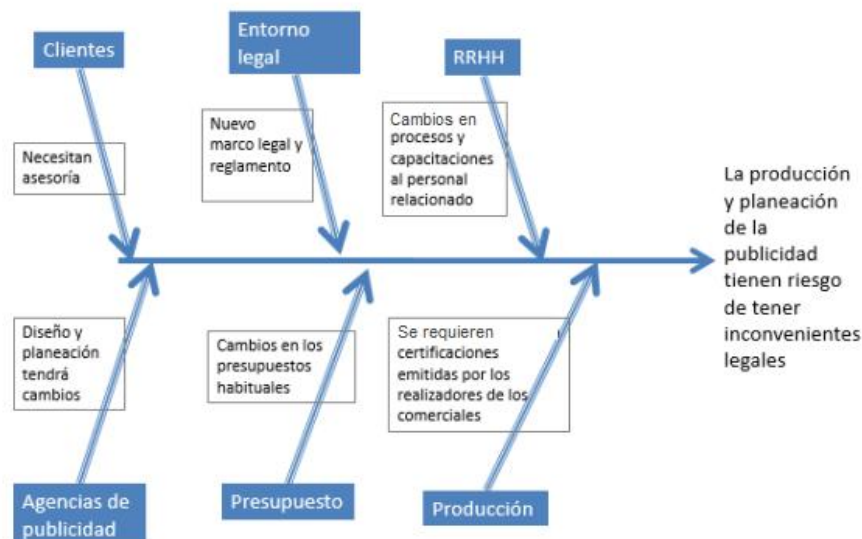 Clientes
Entorno
legal
RRHH
Necesitan
asesoría
Nuevo
marco legal y
reglamento
Cambios en
procesos y
capacitaciones
al personal
relacionado
La producción
y planeación
de la
publicidad
tienen riesgo
de tener
inconvenientes
legales
Diseño y
planeación
tendrá
cambios
Cambios en los
presupuestos
habituales
Se requieren
certificaciones
emitidas por los
realizadores de los
comerciales
Agencias de
publicidad
Presupuesto
Producción